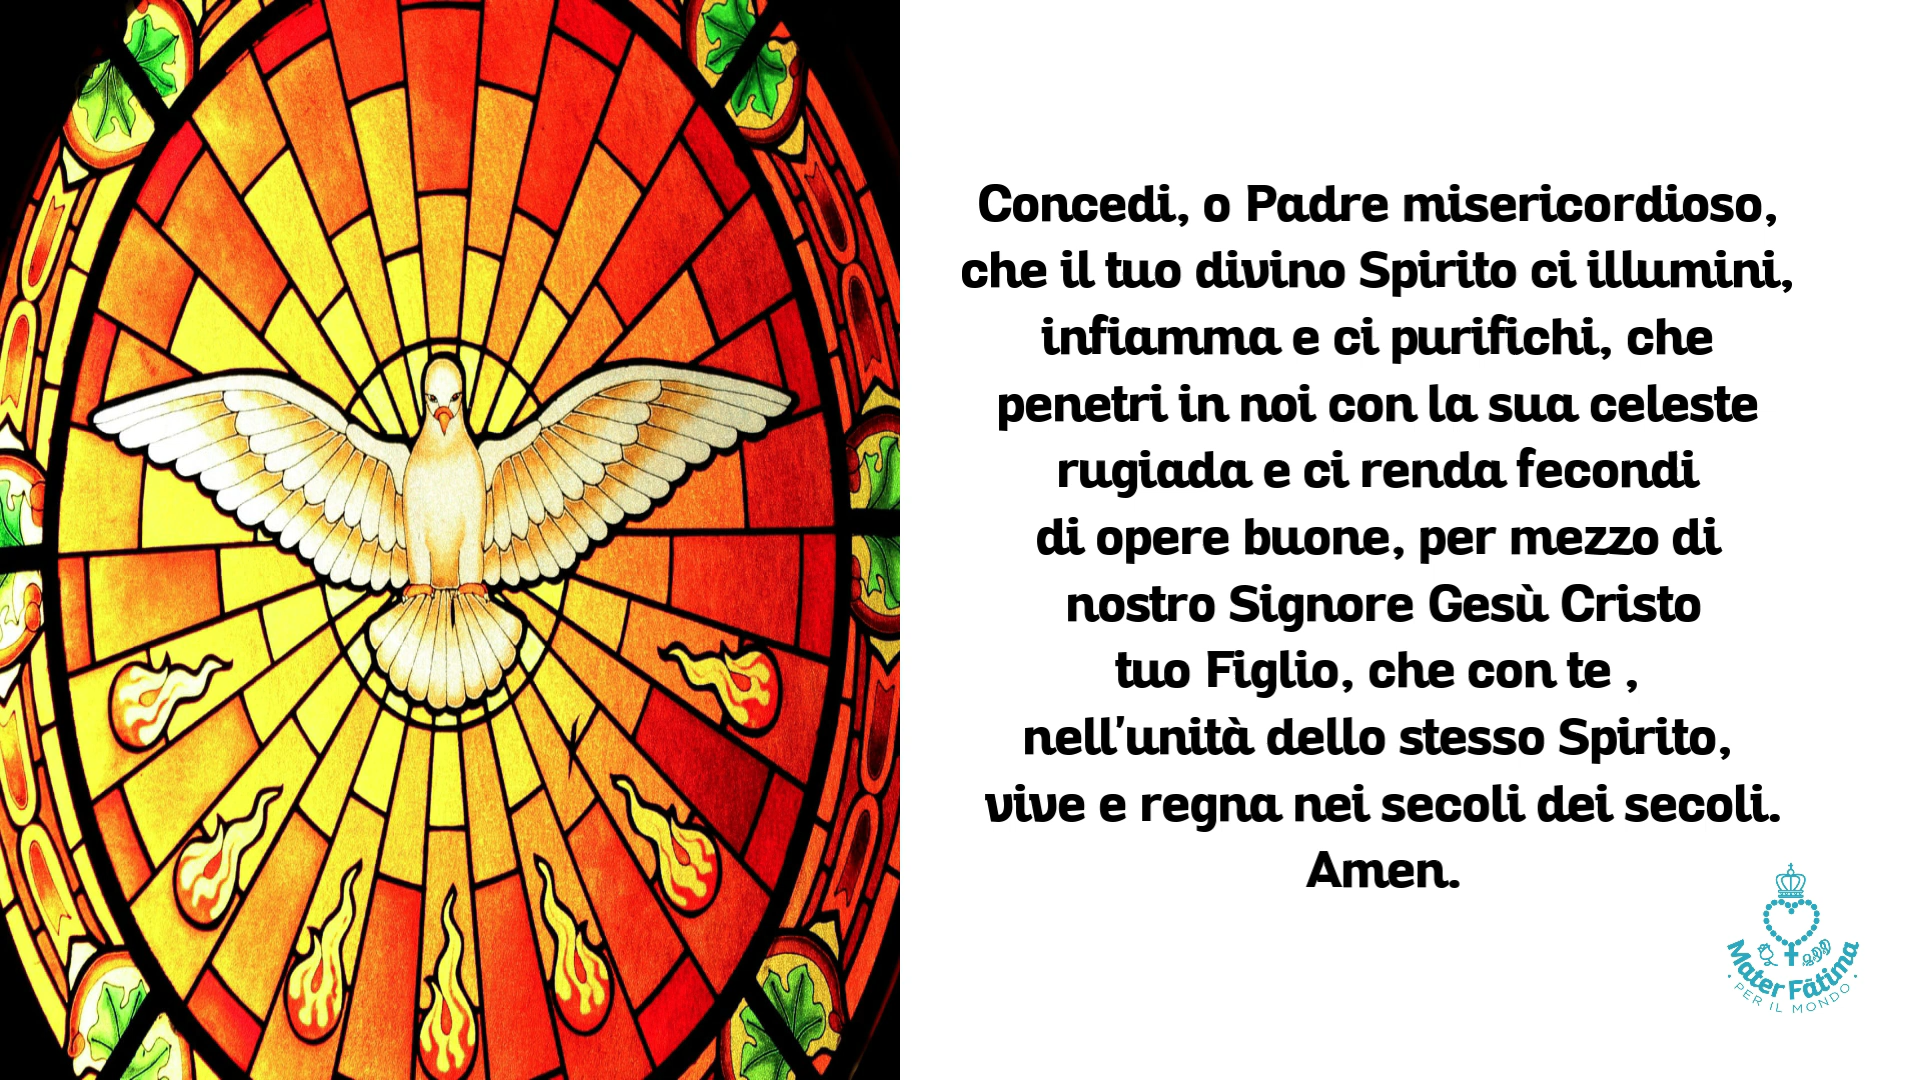 Concedi, o Padre misericordioso,
che il tuo divino Spirito ci illumini,
infiamma e ci purifichi, che
penetri in noi con la sua celeste
rugiada e ci renda fecondi
di opere buone, per mezzo di
nostro Signore Gesù Cristo
tuo Figlio, che con te ,
nell'unità dello stesso Spirito,
vive e regna nei secoli dei secoli.
Amen.
Mater Fãtima
• PER IL MONDO •